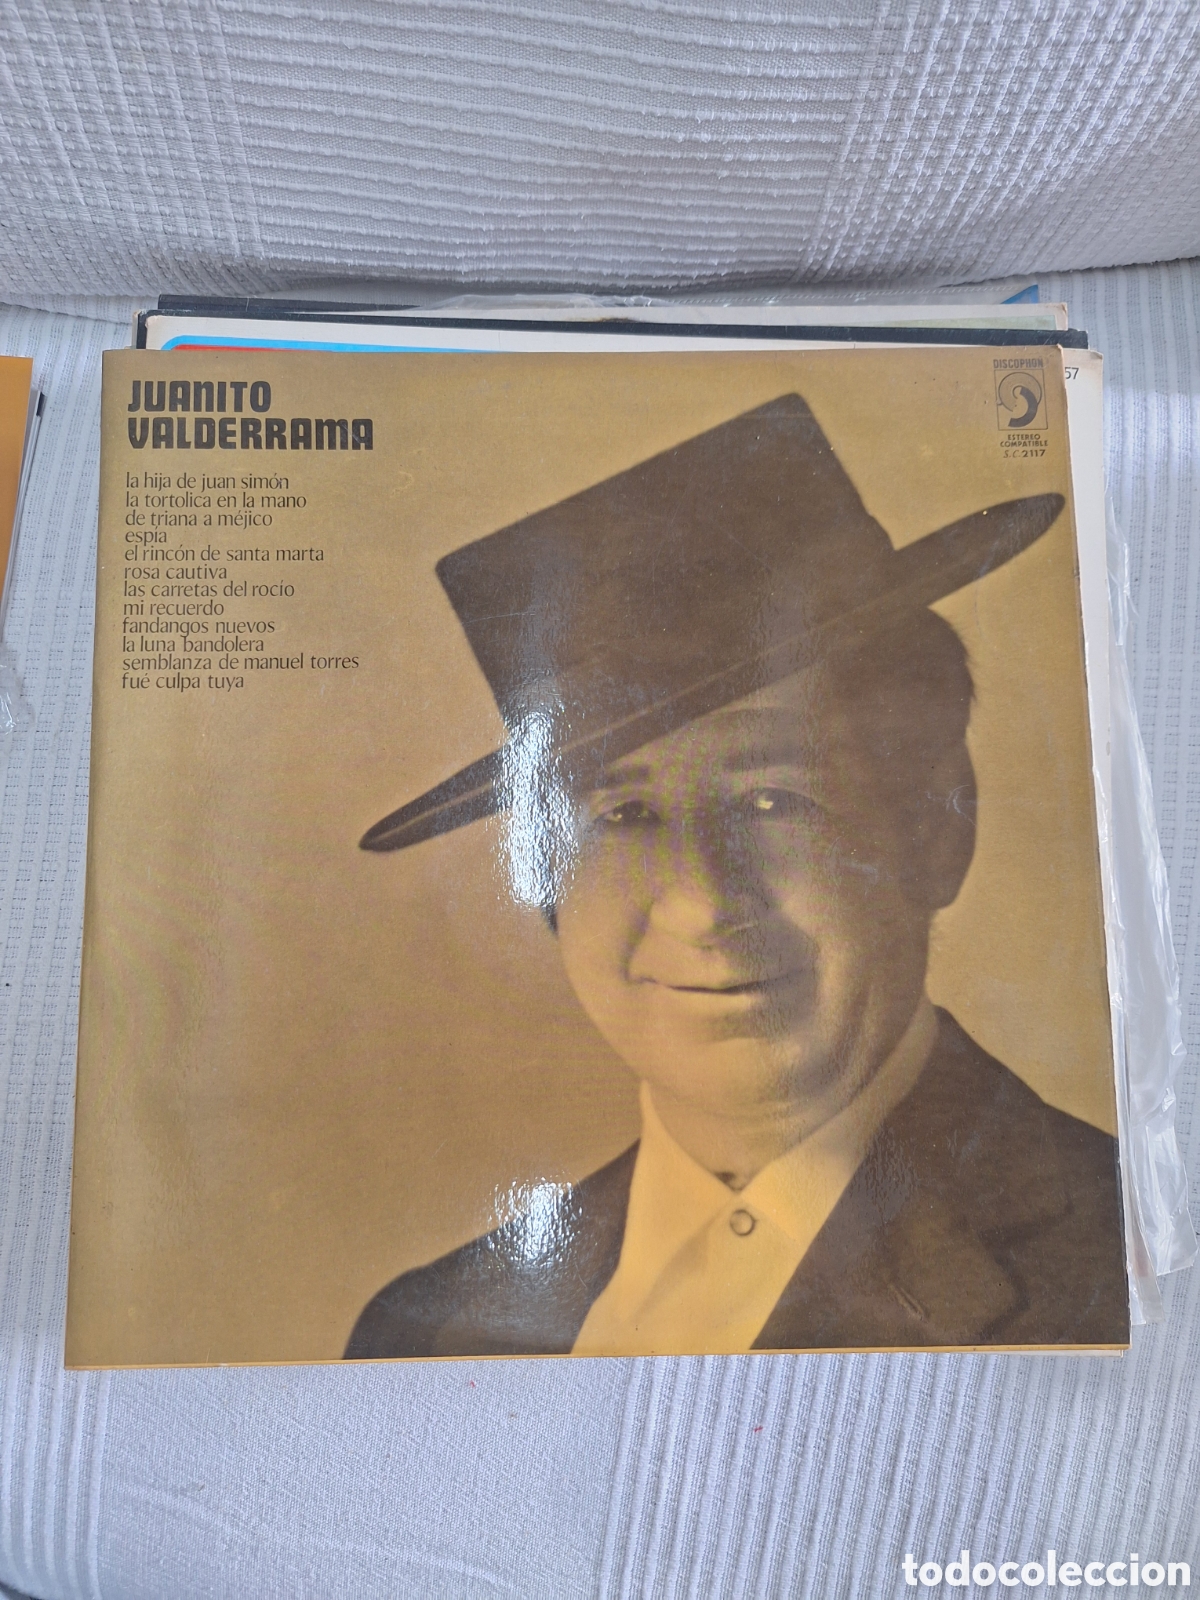 JUANITO
VALDERRAMA
la hija de juan simón
la tortolica en la mano
de triana a méjico
espía
el rincón de santa marta
rosa cautiva
las carretas del rocío
mi recuerdo
fandangos nuevos
la luna bandolera
semblanza de manuel torres
fué culpa tuya
DISCOPHON
ESTEREO
COMPATIBLE
S.C. 2117
57
todocoleccion